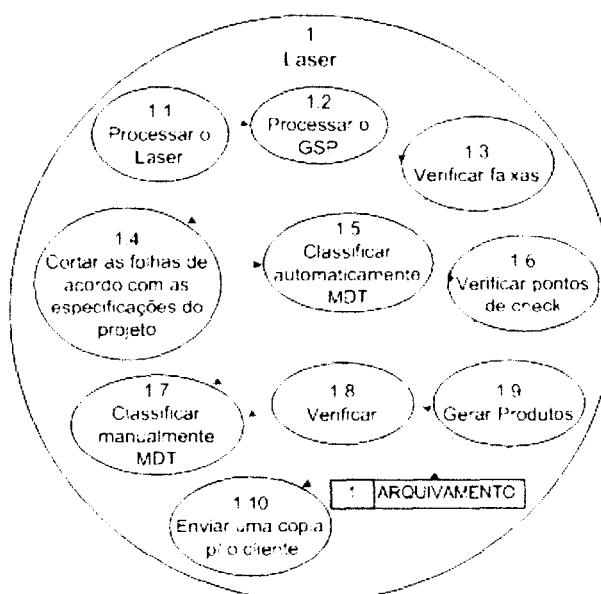 1
Laser
1.1
Processar o
Laser
1.2
Processar o
GSP
1.3
Verificar faixas
1.4
Cortar as folhas de
acordo com as
especificações do
projeto
1.5
Classificar
automaticamente
MDT
1.6
Verificar pontos
de check
1.7
Classificar
manualmente
MDT
1.8
Verificar
1.9
Gerar Produtos
1.10
Enviar uma copia
p/ o cliente
1 ARQUIVAMENTO